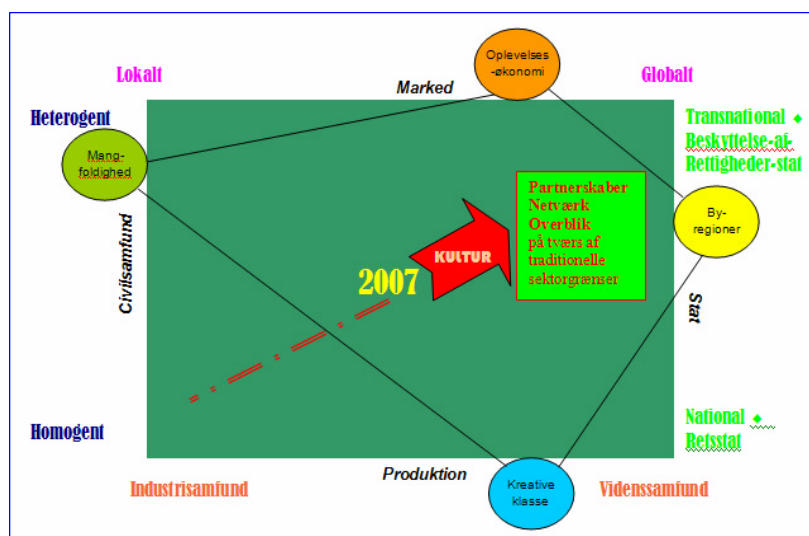 Oplevelses
-økonomi
Lokalt
Globalt
Marked
Heterogent
Transnational
Beskyttelse-af-
Rettigheder-stat
Mang-
foldighed
Partnerskaber
Netværk
Overblik
på tværs af
traditionelle
sektorgrænser
By-
regioner
Civilsamfund
KULTUR
2007
Stat
National
Retsstat
Homogent
Produktion
Kreative
klasse
Industrisamfund
Videnssamfund